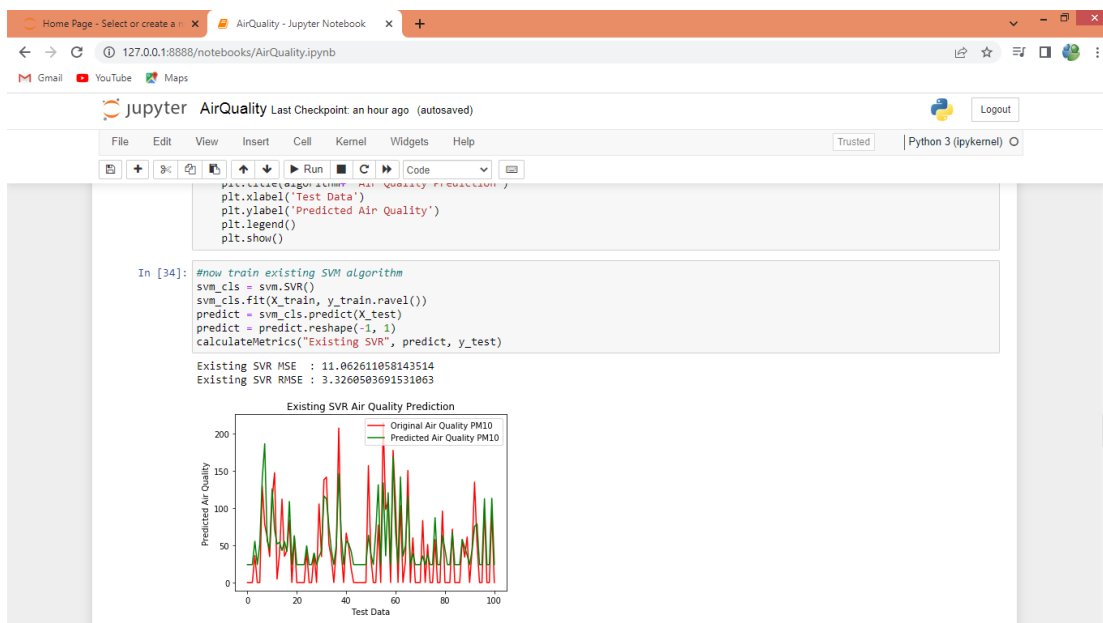 Home Page - Select or create a n
AirQuality - Jupyter Notebook
127.0.0.1:8888/notebooks/AirQuality.ipynb
Gmail YouTube Maps
jupyter AirQuality Last Checkpoint: an hour ago (autosaved)
Logout
File Edit View Insert Cell Kernel Widgets Help
Trusted Python 3 (ipykernel)
Run Code
plt.title(algorithm+" Air Quality Prediction")
plt.xlabel('Test Data')
plt.ylabel('Predicted Air Quality')
plt.legend()
plt.show()
In [34]: #now train existing SVM algorithm
svm_cls = svm.SVR()
svm_cls.fit(X_train, y_train.ravel())
predict = svm_cls.predict(X_test)
predict = predict.reshape(-1, 1)
calculateMetrics("Existing SVR", predict, y_test)
Existing SVR MSE  : 11.062611058143514
Existing SVR RMSE : 3.3260503691531063
Existing SVR Air Quality Prediction
Original Air Quality PM10
Predicted Air Quality PM10
Predicted Air Quality
200
150
100
50
0
0 20 40 60 80 100
Test Data